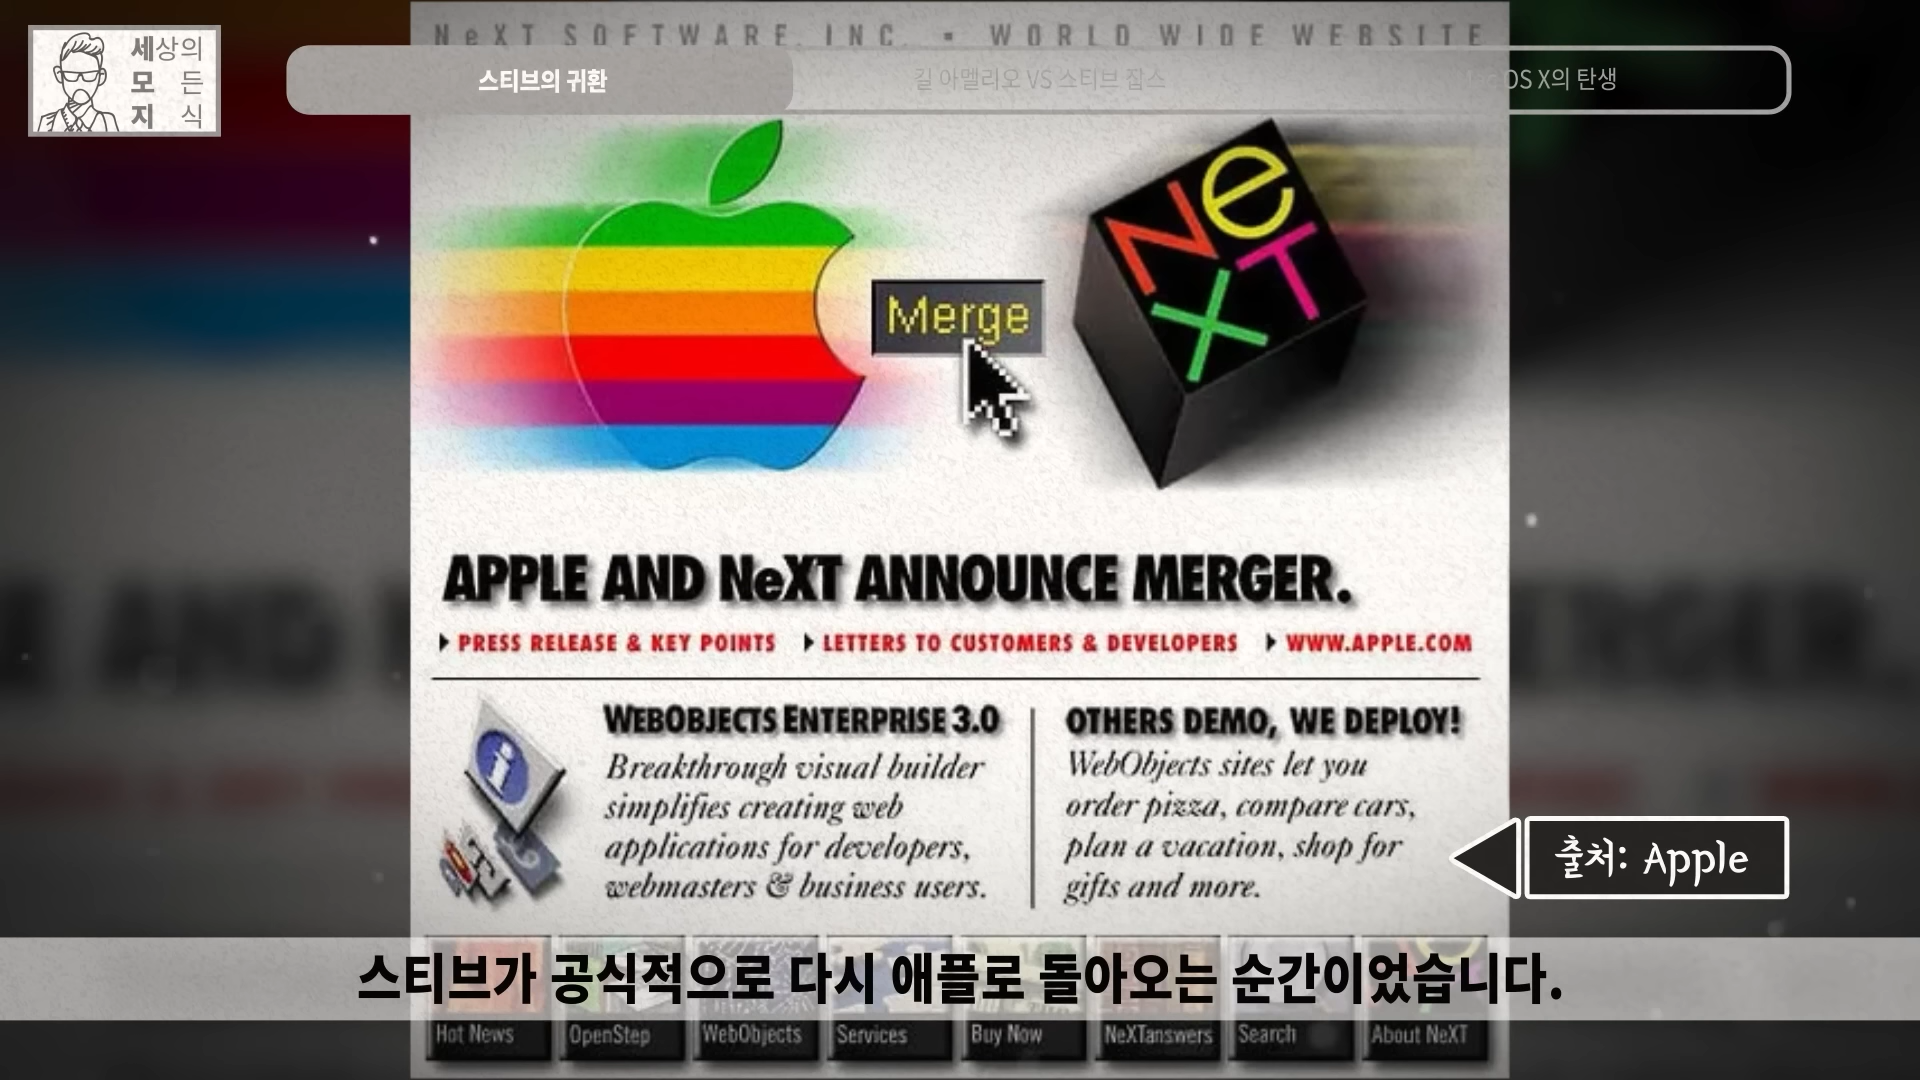 NeXT SOFTWARE, INC. ▪ WORLD WIDE WEBSITE
세상의
모든
지식
스티브의 귀환
길 아멜리오 VS 스티브 잡스
OS X의 탄생
NeXT
Merge
APPLE AND NeXT ANNOUNCE MERGER.
PRESS RELEASE & KEY POINTS
LETTERS TO CUSTOMERS & DEVELOPERS
WWW.APPLE.COM
WEBOBJECTS ENTERPRISE 3.0
Breakthrough visual builder
simplifies creating web
applications for developers,
webmasters & business users.
OTHERS DEMO, WE DEPLOY!
WebObjects sites let you
order pizza, compare cars,
plan a vacation, shop for
gifts and more.
출처: Apple
스티브가 공식적으로 다시 애플로 돌아오는 순간이었습니다.
Hot News
OpenStep
WebObjects
Services
Buy Now
NeXTanswers
Search
About NeXT